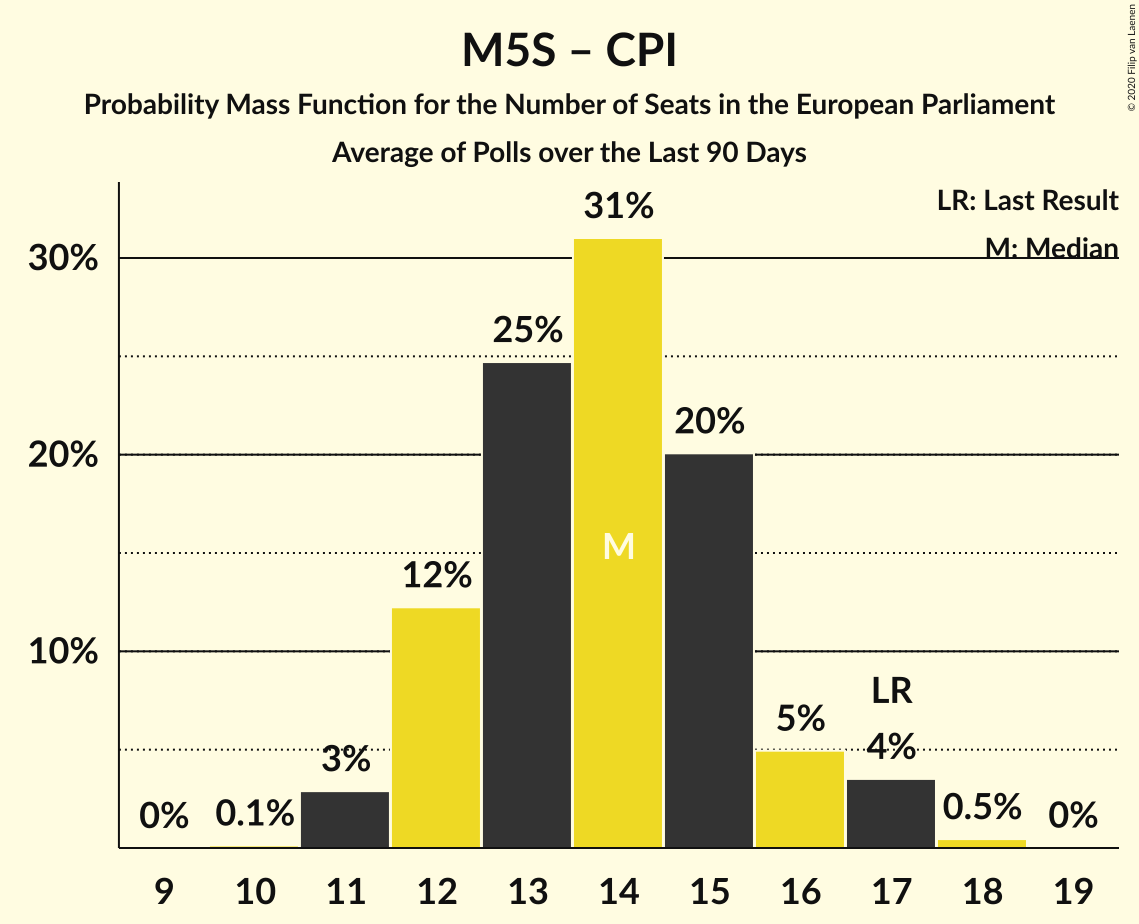 M5S – CPI
Probability Mass Function for the Number of Seats in the European Parliament
Average of Polls over the Last 90 Days
© 2020 Filip van Laenen
LR: Last Result
M: Median
30%
20%
10%
0%
0.1%
3%
12%
25%
31%
M
20%
5%
LR
4%
0.5%
0%
9 10 11 12 13 14 15 16 17 18 19